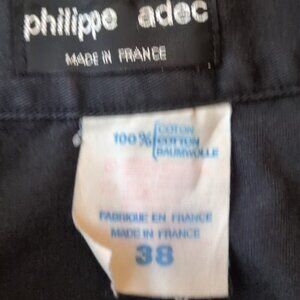 philippe adec
MADE IN FRANCE
COTON
100% COTTON
BAUMWOLLE
FABRIQUE EN FRANCE
MADE IN FRANCE
38